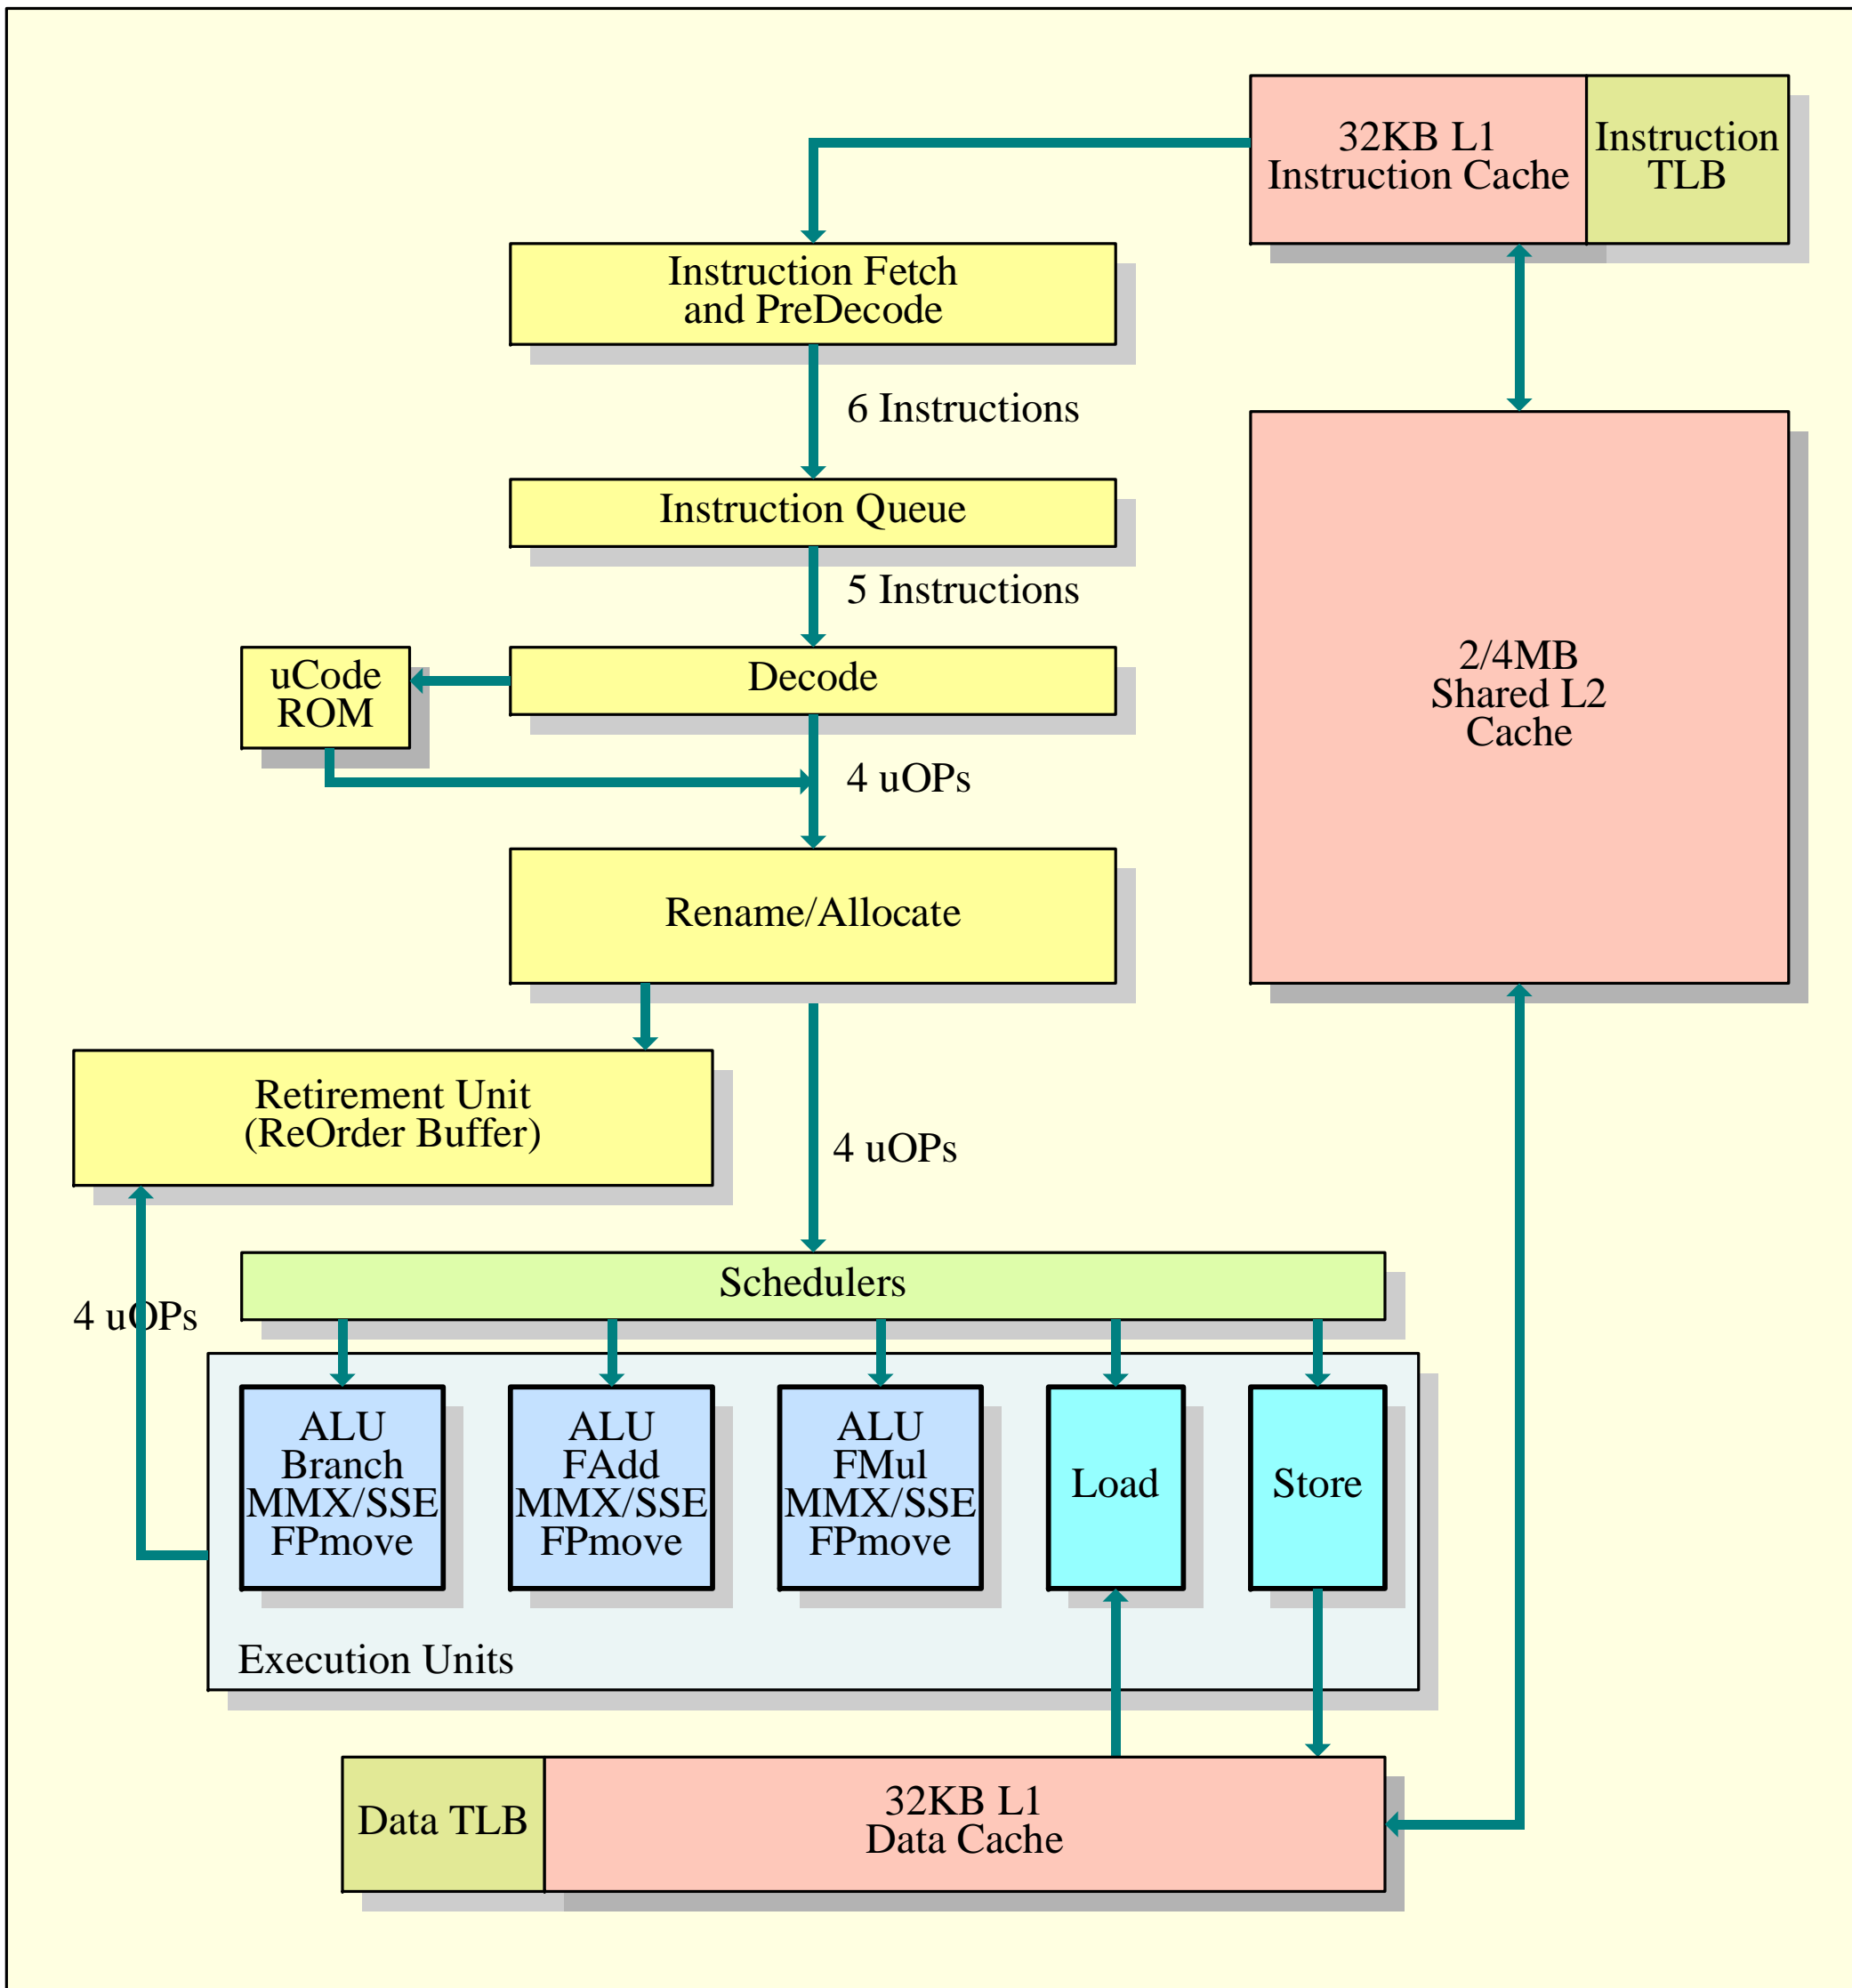 32KB L1
Instruction Cache
Instruction
TLB
Instruction Fetch
and PreDecode
6 Instructions
Instruction Queue
5 Instructions
uCode
ROM
Decode
4 uOPs
2/4MB
Shared L2
Cache
Rename/Allocate
Retirement Unit
(ReOrder Buffer)
4 uOPs
Schedulers
4 uOPs
ALU
Branch
MMX/SSE
FPmove
ALU
FAdd
MMX/SSE
FPmove
ALU
FMul
MMX/SSE
FPmove
Load
Store
Execution Units
Data TLB
32KB L1
Data Cache